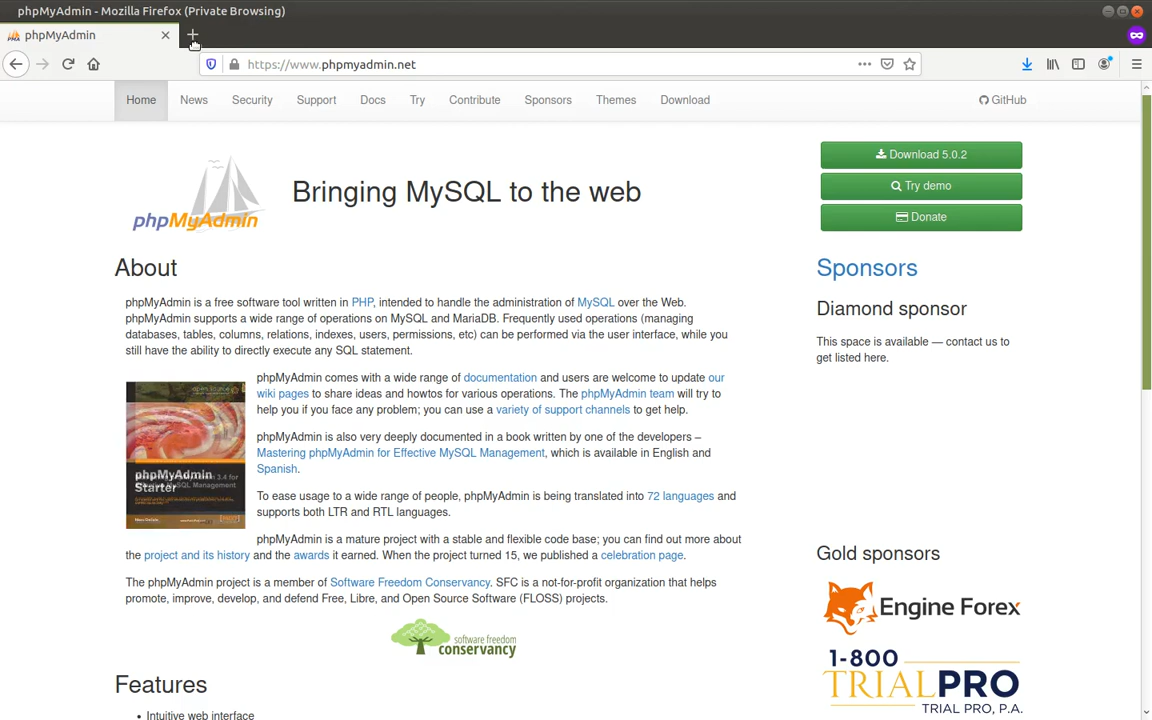 phpMyAdmin - Mozilla Firefox (Private Browsing)
phpMyAdmin
https://www.phpmyadmin.net
Home News Security Support Docs Try Contribute Sponsors Themes Download GitHub
phpMyAdmin
Bringing MySQL to the web
Download 5.0.2
Try demo
Donate
About
phpMyAdmin is a free software tool written in PHP, intended to handle the administration of MySQL over the Web.
phpMyAdmin supports a wide range of operations on MySQL and MariaDB. Frequently used operations (managing
databases, tables, columns, relations, indexes, users, permissions, etc) can be performed via the user interface, while you
still have the ability to directly execute any SQL statement.
phpMyAdmin comes with a wide range of documentation and users are welcome to update our
wiki pages to share ideas and howtos for various operations. The phpMyAdmin team will try to
help you if you face any problem; you can use a variety of support channels to get help.
phpMyAdmin is also very deeply documented in a book written by one of the developers –
Mastering phpMyAdmin for Effective MySQL Management, which is available in English and
Spanish.
phpMyAdmin
Starter
To ease usage to a wide range of people, phpMyAdmin is being translated into 72 languages and
supports both LTR and RTL languages.
phpMyAdmin is a mature project with a stable and flexible code base; you can find out more about
the project and its history and the awards it earned. When the project turned 15, we published a celebration page.
The phpMyAdmin project is a member of Software Freedom Conservancy. SFC is a not-for-profit organization that helps
promote, improve, develop, and defend Free, Libre, and Open Source Software (FLOSS) projects.
software freedom
conservancy
Features
• Intuitive web interface
Sponsors
Diamond sponsor
This space is available — contact us to
get listed here.
Gold sponsors
Engine Forex
1-800
TRIALPRO
TRIAL PRO, P.A.